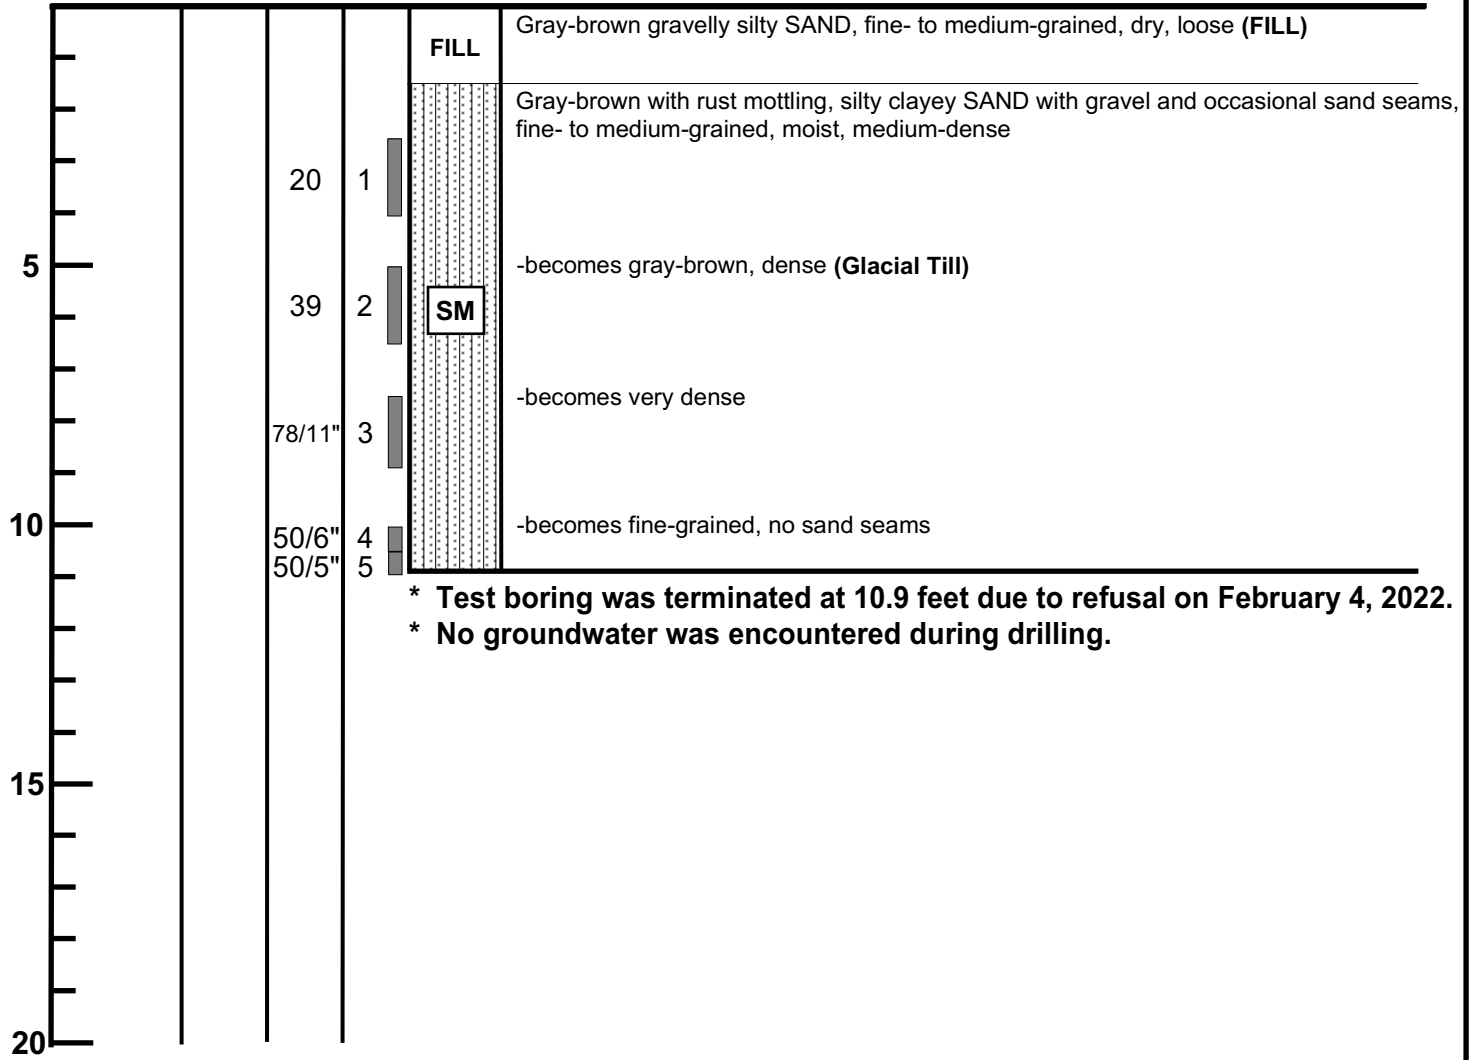 Gray-brown gravelly silty SAND, fine- to medium-grained, dry, loose (FILL)
FILL
Gray-brown with rust mottling, silty clayey SAND with gravel and occasional sand seams,
fine- to medium-grained, moist, medium-dense
20 1
5 -becomes gray-brown, dense (Glacial Till)
39 2 SM
-becomes very dense
78/11" 3
10 -becomes fine-grained, no sand seams
50/6" 4
50/5" 5
* Test boring was terminated at 10.9 feet due to refusal on February 4, 2022.
* No groundwater was encountered during drilling.
15
20